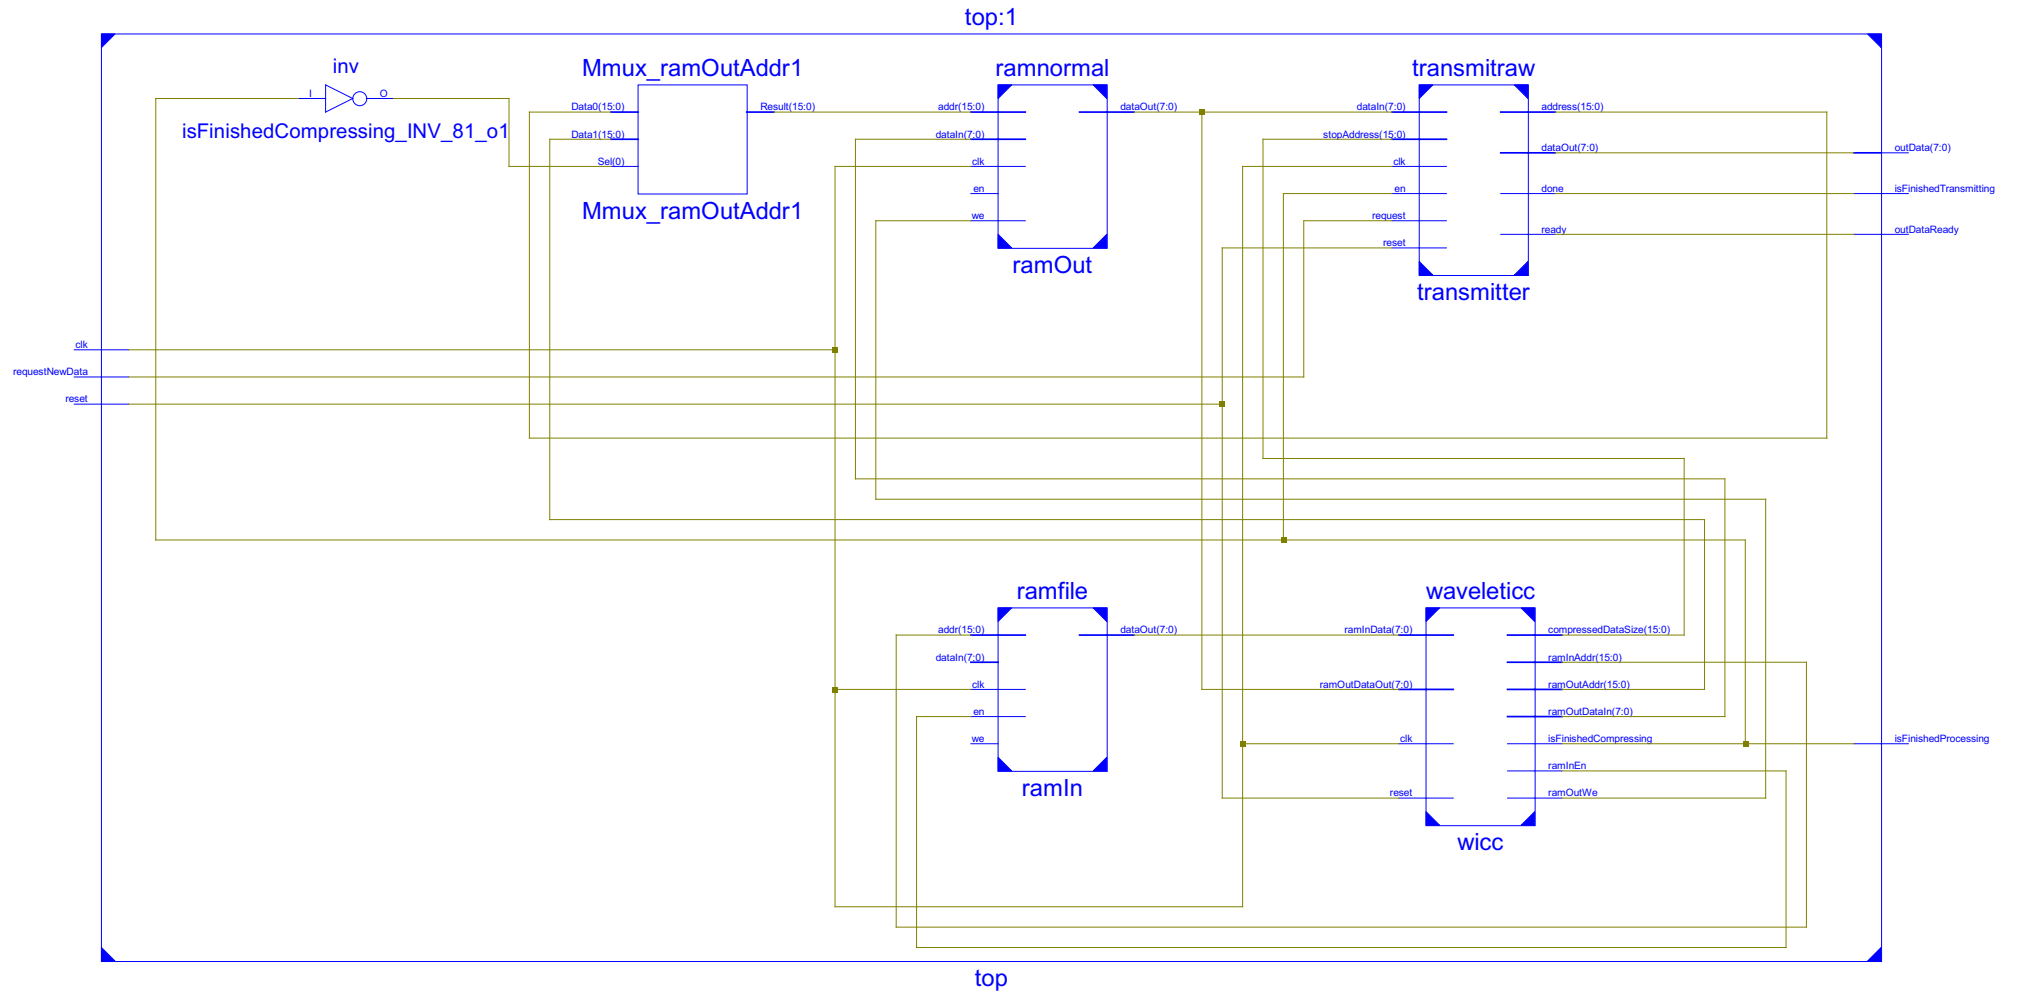 top:1
inv
I
O
isFinishedCompressing_INV_81_o1
Mmux_ramOutAddr1
Data0(15:0)
Data1(15:0)
Sel(0)
Result(15:0)
Mmux_ramOutAddr1
ramnormal
addr(15:0)
dataIn(7:0)
clk
en
we
dataOut(7:0)
ramOut
transmitraw
dataIn(7:0)
stopAddress(15:0)
clk
en
request
reset
address(15:0)
dataOut(7:0)
done
ready
transmitter
outData(7:0)
isFinishedTransmitting
outDataReady
clk
requestNewData
reset
ramfile
addr(15:0)
dataIn(7:0)
clk
en
we
dataOut(7:0)
ramIn
waveleticc
ramInData(7:0)
ramOutDataOut(7:0)
clk
reset
compressedDataSize(15:0)
ramInAddr(15:0)
ramOutAddr(15:0)
ramOutDataIn(7:0)
isFinishedCompressing
ramInEn
ramOutWe
wicc
isFinishedProcessing
top